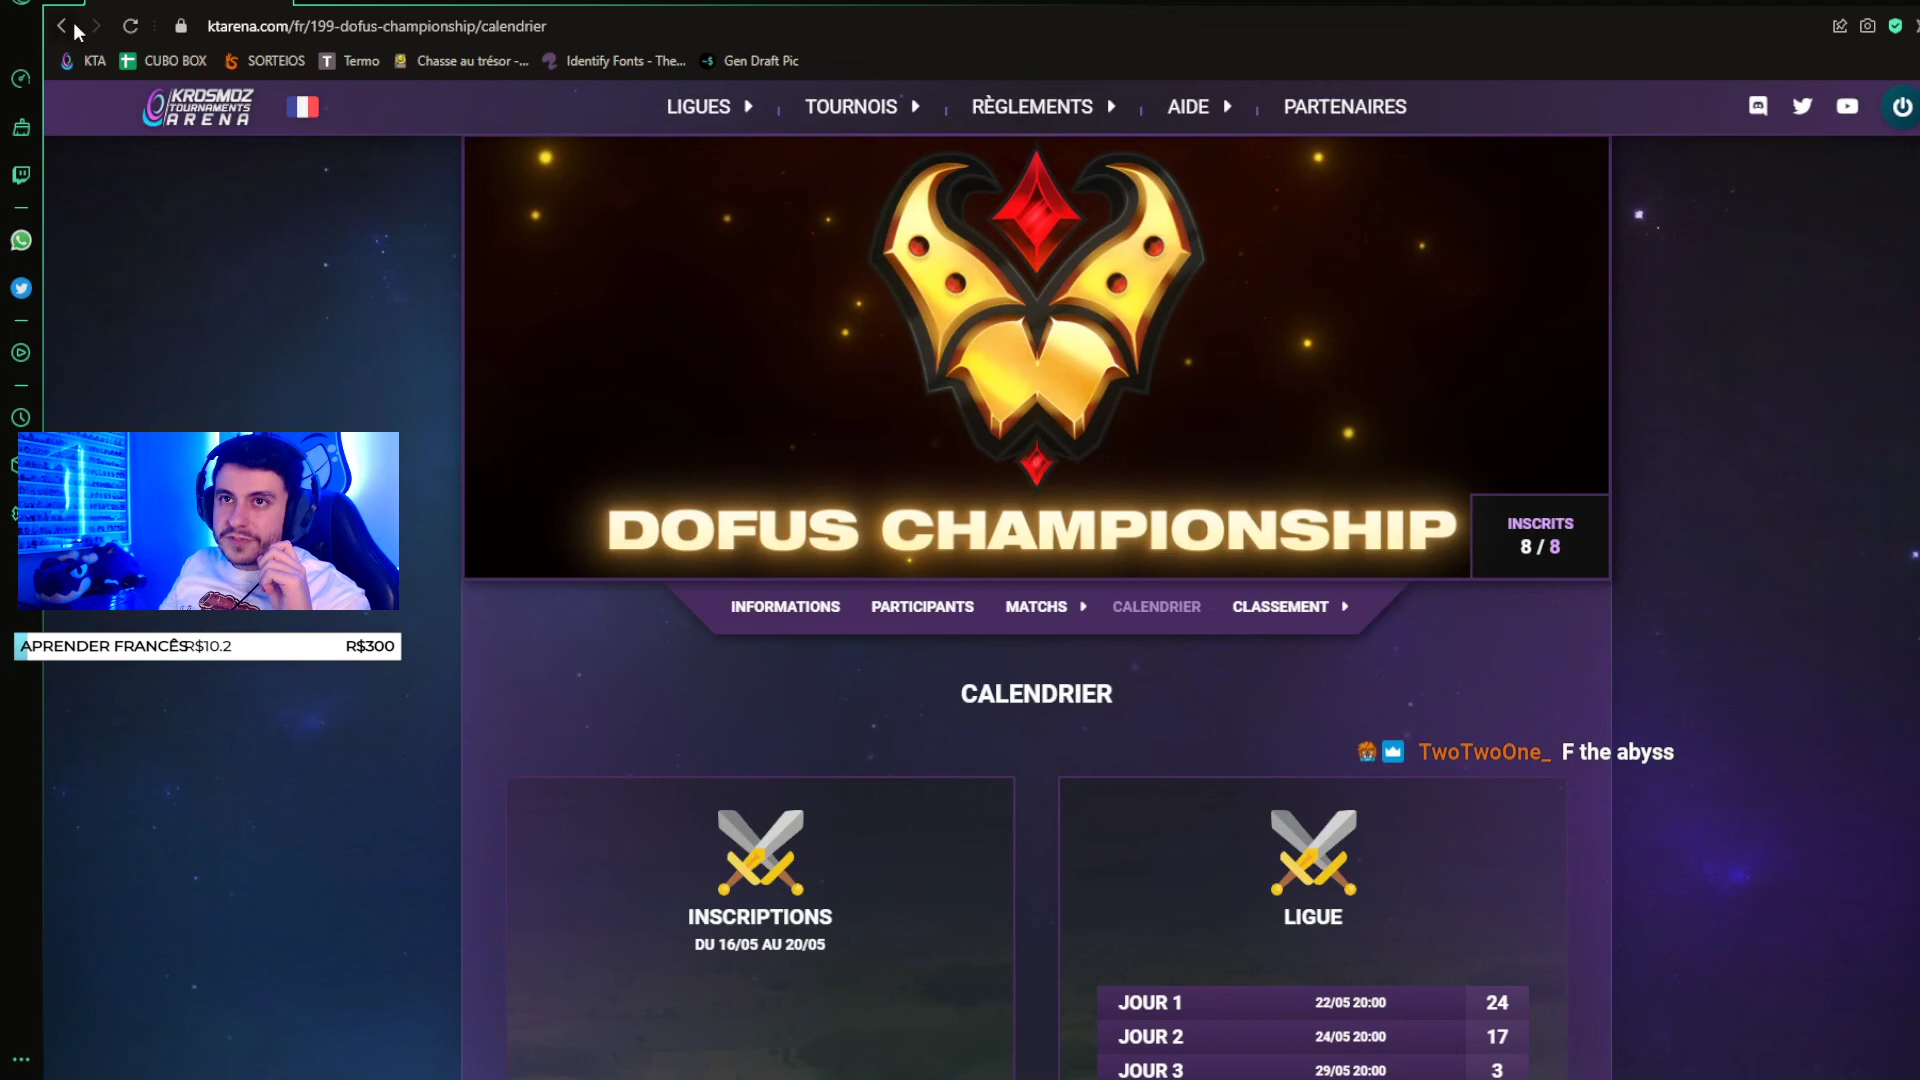 ktarena.com/fr/199-dofus-championship/calendrier
KTA
CUBO BOX
SORTEIOS
T Termo
Chasse au trésor -...
Identify Fonts - The...
~$ Gen Draft Pic
KROSMOZ
TOURNAMENTS
ARENA
LIGUES
TOURNOIS
RÈGLEMENTS
AIDE
PARTENAIRES
DOFUS CHAMPIONSHIP
INSCRITS
8 / 8
INFORMATIONS
PARTICIPANTS
MATCHS
CALENDRIER
CLASSEMENT
APRENDER FRANCÊS R$10.2 R$300
CALENDRIER
TwoTwoOne_ F the abyss
INSCRIPTIONS
DU 16/05 AU 20/05
LIGUE
JOUR 1 22/05 20:00 24
JOUR 2 24/05 20:00 17
JOUR 3 29/05 20:00 3